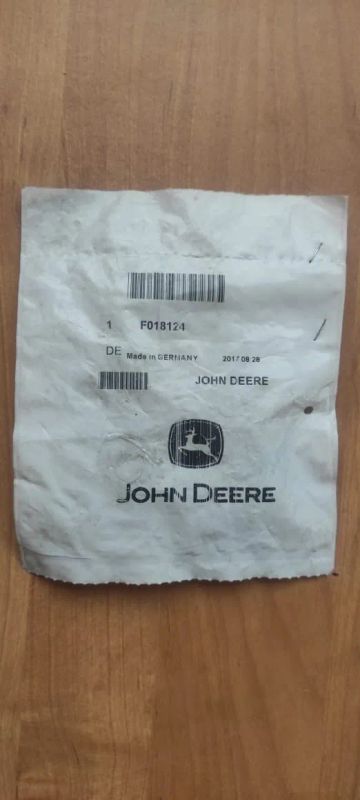 1 F018124
DE Made in GERMANY 2017 08 28
JOHN DEERE
JOHN DEERE